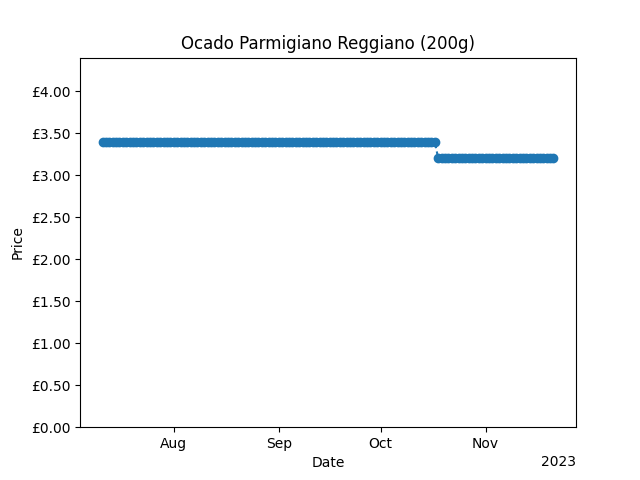 Ocado Parmigiano Reggiano (200g)
£4.00
£3.50
£3.00
£2.50
£2.00
£1.50
£1.00
£0.50
£0.00
Price
Aug Sep Oct Nov
Date
2023